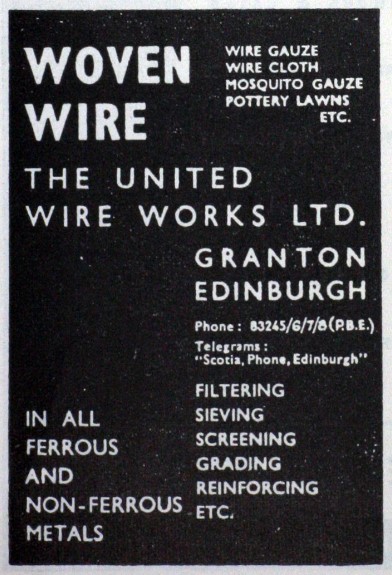 WOVEN
WIRE
WIRE GAUZE
WIRE CLOTH
MOSQUITO GAUZE
POTTERY LAWNS
ETC.
THE UNITED
WIRE WORKS LTD.
GRANTON
EDINBURGH
Phone : 83245/6/7/8 (P.B.E.)
Telegrams :
"Scotia, Phone, Edinburgh"
FILTERING
SIEVING
SCREENING
GRADING
REINFORCING
ETC.
IN ALL
FERROUS
AND
NON-FERROUS
METALS